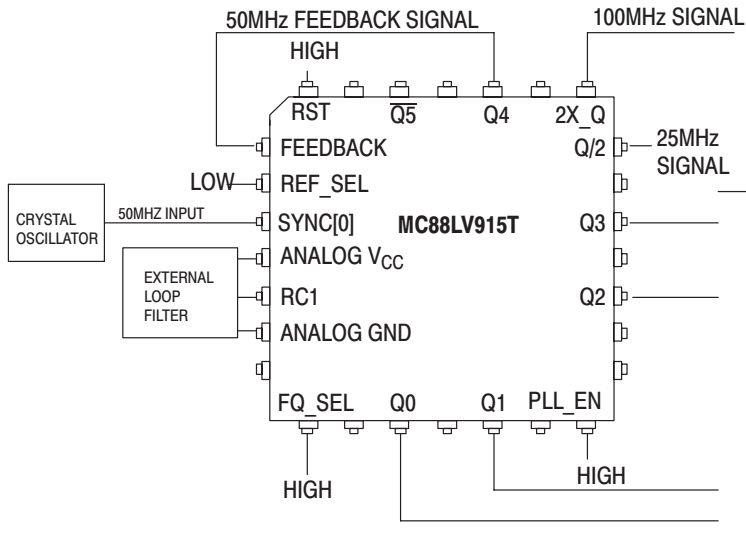 50MHz FEEDBACK SIGNAL
100MHz SIGNAL
HIGH
RST
Q5
Q4
2X_Q
FEEDBACK
Q/2
25MHz
SIGNAL
LOW
REF_SEL
CRYSTAL
OSCILLATOR
50MHZ INPUT
SYNC[0]
MC88LV915T
Q3
ANALOG VCC
EXTERNAL
LOOP
FILTER
RC1
Q2
ANALOG GND
FQ_SEL
Q0
Q1
PLL_EN
HIGH
HIGH